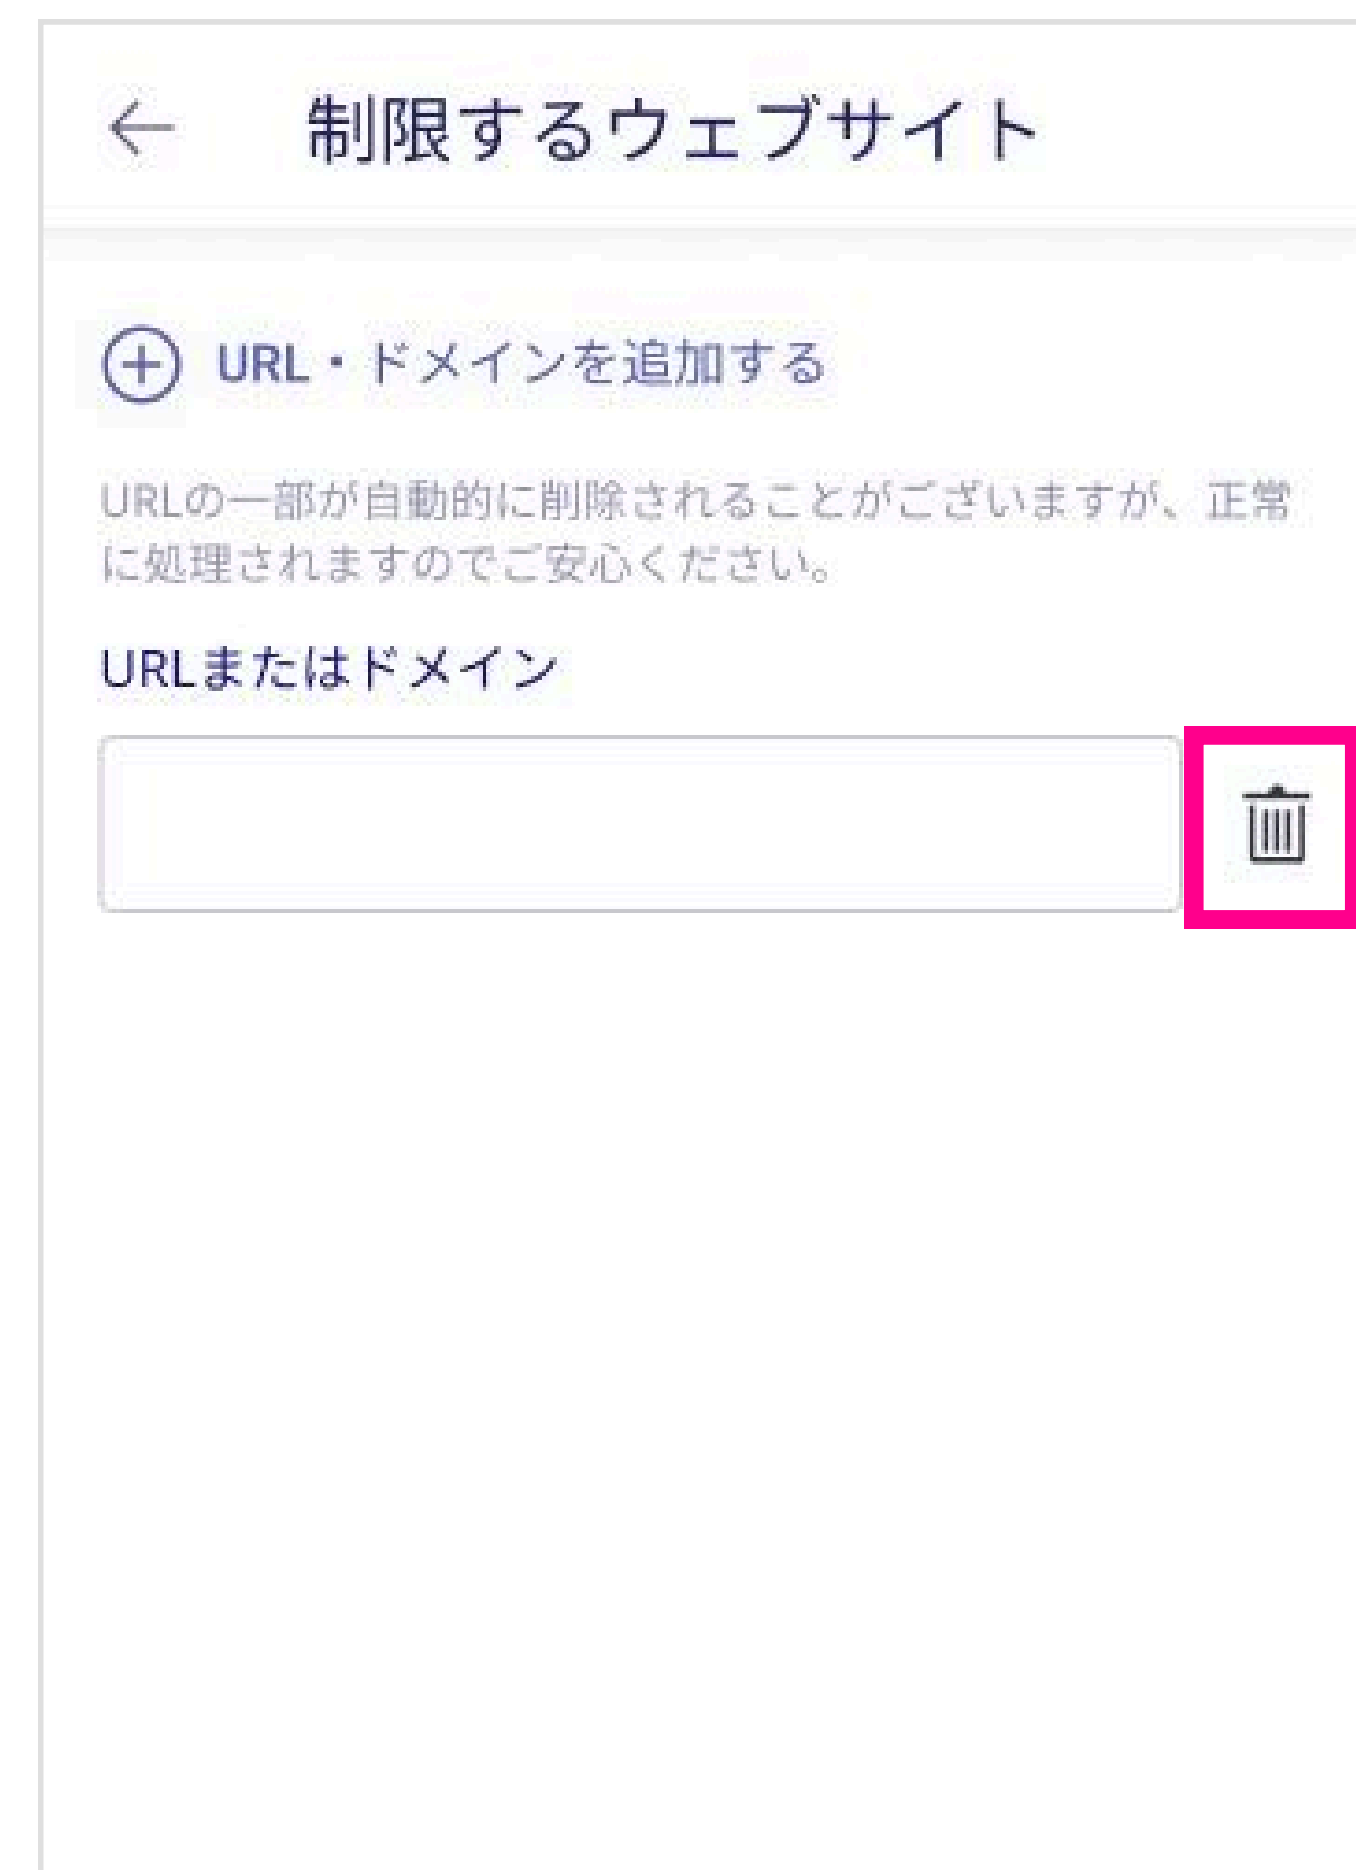 制限するウェブサイト
URL・ドメインを追加する
URLの一部が自動的に削除されることがございますが、正常
に処理されますのでご安心ください。
URLまたはドメイン